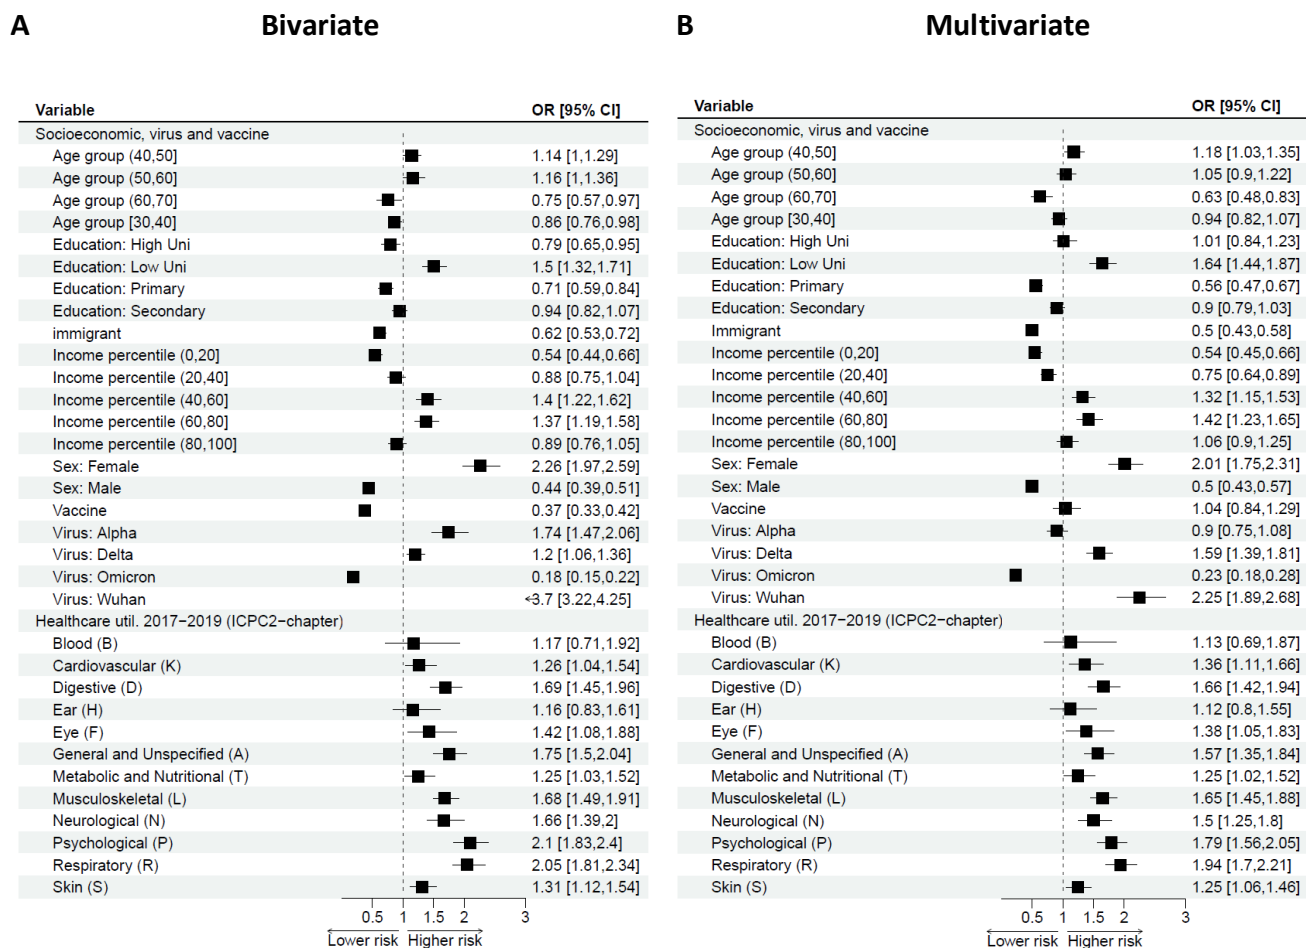 A Bivariate
Variable OR [95% CI]
Socioeconomic, virus and vaccine
Age group (40,50] 1.14 [1,1.29]
Age group (50,60] 1.16 [1,1.36]
Age group (60,70] 0.75 [0.57,0.97]
Age group [30,40] 0.86 [0.76,0.98]
Education: High Uni 0.79 [0.65,0.95]
Education: Low Uni 1.5 [1.32,1.71]
Education: Primary 0.71 [0.59,0.84]
Education: Secondary 0.94 [0.82,1.07]
immigrant 0.62 [0.53,0.72]
Income percentile (0,20] 0.54 [0.44,0.66]
Income percentile (20,40] 0.88 [0.75,1.04]
Income percentile (40,60] 1.4 [1.22,1.62]
Income percentile (60,80] 1.37 [1.19,1.58]
Income percentile (80,100] 0.89 [0.76,1.05]
Sex: Female 2.26 [1.97,2.59]
Sex: Male 0.44 [0.39,0.51]
Vaccine 0.37 [0.33,0.42]
Virus: Alpha 1.74 [1.47,2.06]
Virus: Delta 1.2 [1.06,1.36]
Virus: Omicron 0.18 [0.15,0.22]
Virus: Wuhan 3.7 [3.22,4.25]
Healthcare util. 2017−2019 (ICPC2−chapter)
Blood (B) 1.17 [0.71,1.92]
Cardiovascular (K) 1.26 [1.04,1.54]
Digestive (D) 1.69 [1.45,1.96]
Ear (H) 1.16 [0.83,1.61]
Eye (F) 1.42 [1.08,1.88]
General and Unspecified (A) 1.75 [1.5,2.04]
Metabolic and Nutritional (T) 1.25 [1.03,1.52]
Musculoskeletal (L) 1.68 [1.49,1.91]
Neurological (N) 1.66 [1.39,2]
Psychological (P) 2.1 [1.83,2.4]
Respiratory (R) 2.05 [1.81,2.34]
Skin (S) 1.31 [1.12,1.54]
0.5 1 1.5 2 3
Lower risk Higher risk
B Multivariate
Variable OR [95% CI]
Socioeconomic, virus and vaccine
Age group (40,50] 1.18 [1.03,1.35]
Age group (50,60] 1.05 [0.9,1.22]
Age group (60,70] 0.63 [0.48,0.83]
Age group [30,40] 0.94 [0.82,1.07]
Education: High Uni 1.01 [0.84,1.23]
Education: Low Uni 1.64 [1.44,1.87]
Education: Primary 0.56 [0.47,0.67]
Education: Secondary 0.9 [0.79,1.03]
Immigrant 0.5 [0.43,0.58]
Income percentile (0,20] 0.54 [0.45,0.66]
Income percentile (20,40] 0.75 [0.64,0.89]
Income percentile (40,60] 1.32 [1.15,1.53]
Income percentile (60,80] 1.42 [1.23,1.65]
Income percentile (80,100] 1.06 [0.9,1.25]
Sex: Female 2.01 [1.75,2.31]
Sex: Male 0.5 [0.43,0.57]
Vaccine 1.04 [0.84,1.29]
Virus: Alpha 0.9 [0.75,1.08]
Virus: Delta 1.59 [1.39,1.81]
Virus: Omicron 0.23 [0.18,0.28]
Virus: Wuhan 2.25 [1.89,2.68]
Healthcare util. 2017−2019 (ICPC2−chapter)
Blood (B) 1.13 [0.69,1.87]
Cardiovascular (K) 1.36 [1.11,1.66]
Digestive (D) 1.66 [1.42,1.94]
Ear (H) 1.12 [0.8,1.55]
Eye (F) 1.38 [1.05,1.83]
General and Unspecified (A) 1.57 [1.35,1.84]
Metabolic and Nutritional (T) 1.25 [1.02,1.52]
Musculoskeletal (L) 1.65 [1.45,1.88]
Neurological (N) 1.5 [1.25,1.8]
Psychological (P) 1.79 [1.56,2.05]
Respiratory (R) 1.94 [1.7,2.21]
Skin (S) 1.25 [1.06,1.46]
0.5 1 1.5 2 3
Lower risk Higher risk